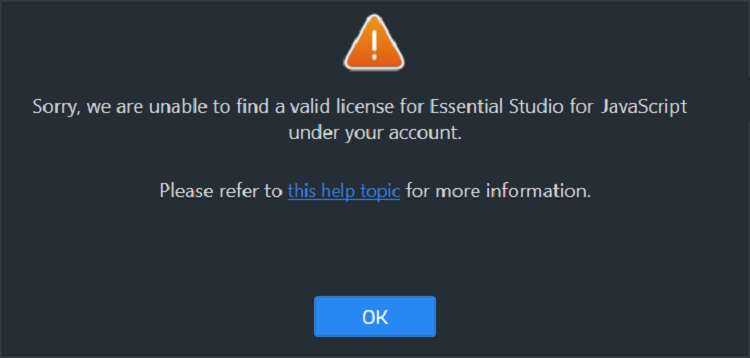 Sorry, we are unable to find a valid license for Essential Studio for JavaScript
under your account.
Please refer to this help topic for more information.
OK